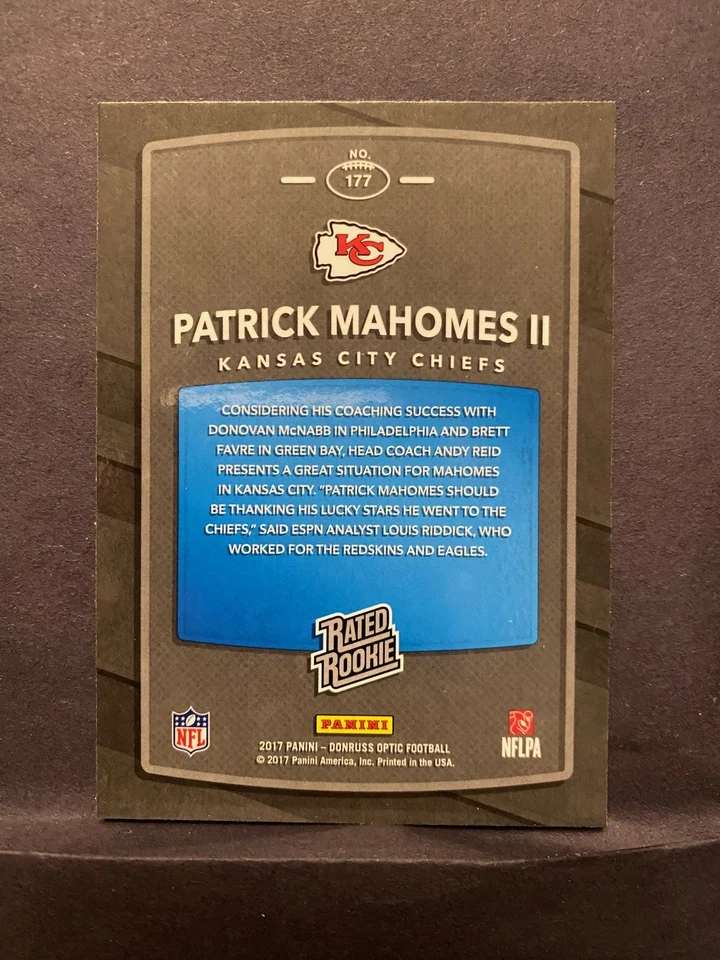 NO.
177
KC
PATRICK MAHOMES II
KANSAS CITY CHIEFS
CONSIDERING HIS COACHING SUCCESS WITH
DONOVAN McNABB IN PHILADELPHIA AND BRETT
FAVRE IN GREEN BAY, HEAD COACH ANDY REID
PRESENTS A GREAT SITUATION FOR MAHOMES
IN KANSAS CITY. "PATRICK MAHOMES SHOULD
BE THANKING HIS LUCKY STARS HE WENT TO THE
CHIEFS," SAID ESPN ANALYST LOUIS RIDDICK, WHO
WORKED FOR THE REDSKINS AND EAGLES.
RATED
ROOKIE
NFL
PANINI
NFLPA
2017 PANINI – DONRUSS OPTIC FOOTBALL
© 2017 Panini America, Inc. Printed in the USA.